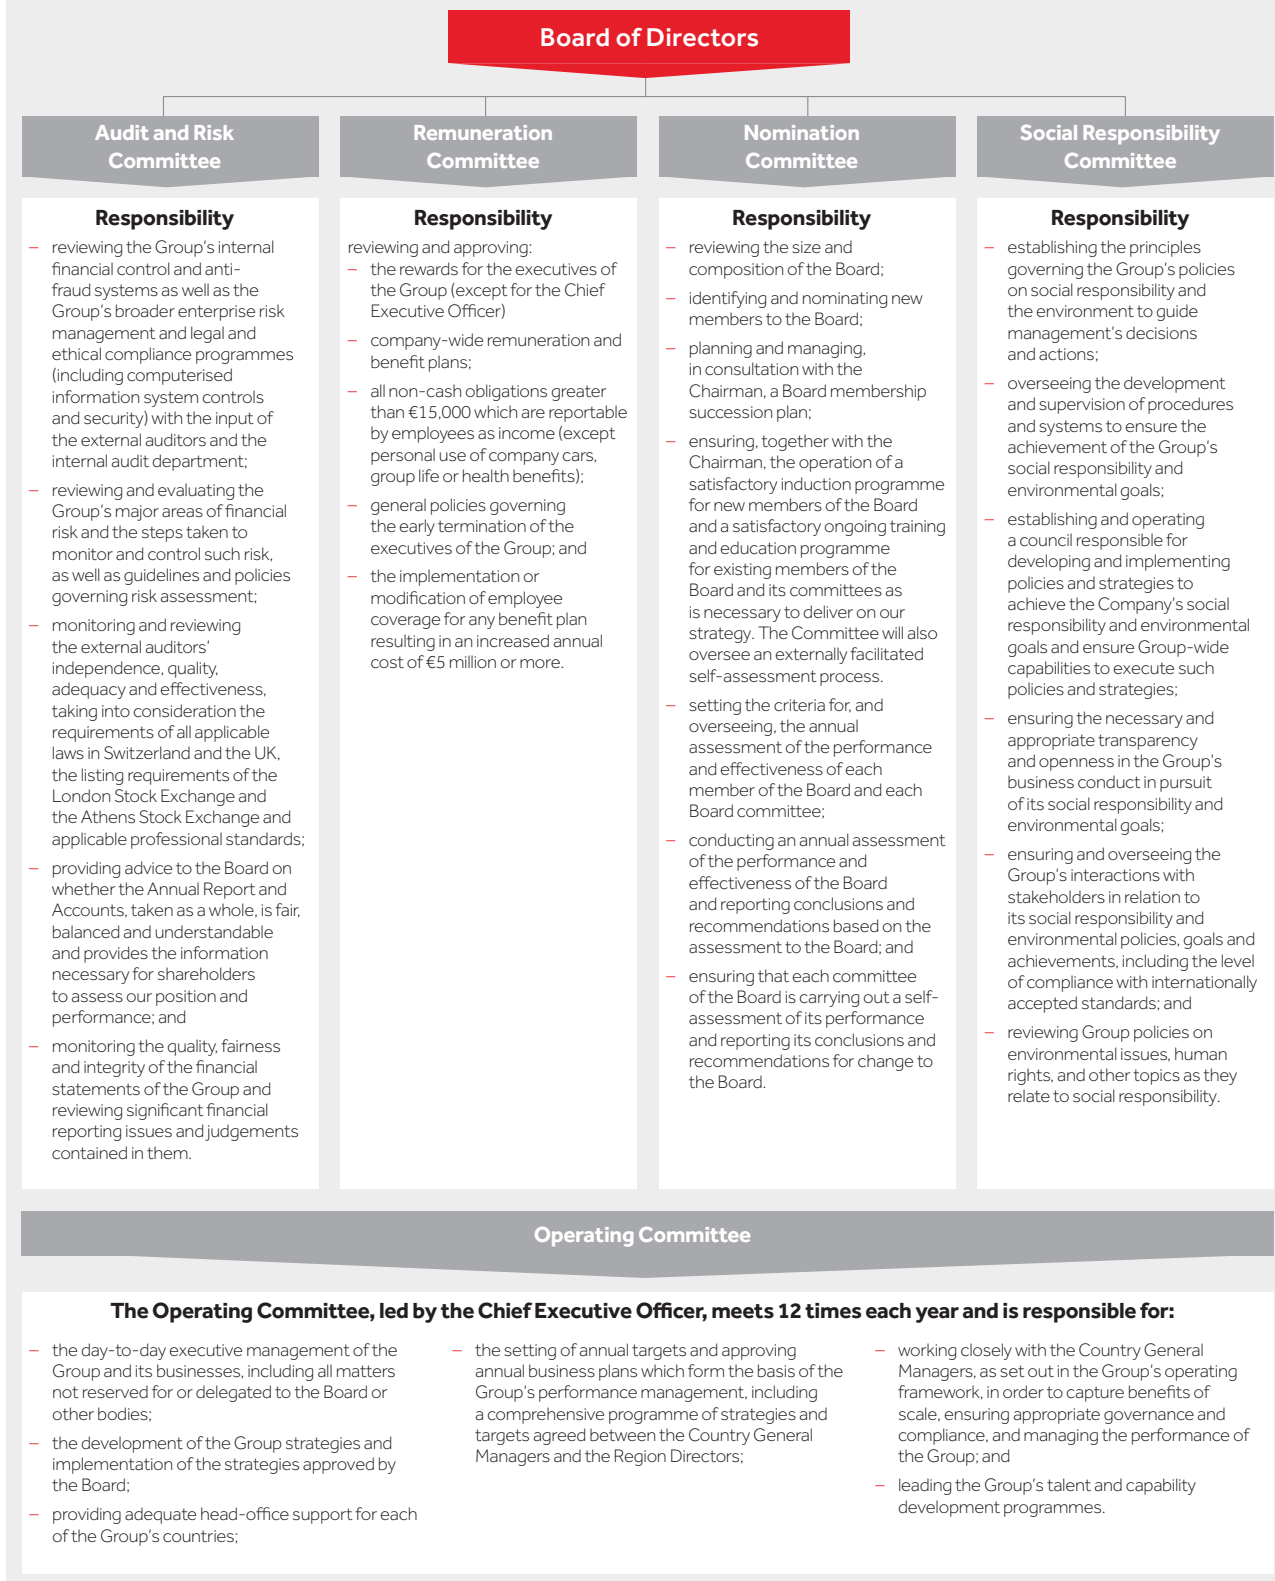 Board of Directors
Audit and Risk
Committee
Responsibility
– reviewing the Group's internal
financial control and anti-
fraud systems as well as the
Group's broader enterprise risk
management and legal and
ethical compliance programmes
(including computerised
information system controls
and security) with the input of
the external auditors and the
internal audit department;
– reviewing and evaluating the
Group's major areas of financial
risk and the steps taken to
monitor and control such risk,
as well as guidelines and policies
governing risk assessment;
– monitoring and reviewing
the external auditors'
independence, quality,
adequacy and effectiveness,
taking into consideration the
requirements of all applicable
laws in Switzerland and the UK,
the listing requirements of the
London Stock Exchange and
the Athens Stock Exchange and
applicable professional standards;
– providing advice to the Board on
whether the Annual Report and
Accounts, taken as a whole, is fair,
balanced and understandable
and provides the information
necessary for shareholders
to assess our position and
performance; and
– monitoring the quality, fairness
and integrity of the financial
statements of the Group and
reviewing significant financial
reporting issues and judgements
contained in them.
Remuneration
Committee
Responsibility
reviewing and approving:
– the rewards for the executives of
the Group (except for the Chief
Executive Officer)
– company-wide remuneration and
benefit plans;
– all non-cash obligations greater
than €15,000 which are reportable
by employees as income (except
personal use of company cars,
group life or health benefits);
– general policies governing
the early termination of the
executives of the Group; and
– the implementation or
modification of employee
coverage for any benefit plan
resulting in an increased annual
cost of €5 million or more.
Nomination
Committee
Responsibility
– reviewing the size and
composition of the Board;
– identifying and nominating new
members to the Board;
– planning and managing,
in consultation with the
Chairman, a Board membership
succession plan;
– ensuring, together with the
Chairman, the operation of a
satisfactory induction programme
for new members of the Board
and a satisfactory ongoing training
and education programme
for existing members of the
Board and its committees as
is necessary to deliver on our
strategy. The Committee will also
oversee an externally facilitated
self-assessment process.
– setting the criteria for, and
overseeing, the annual
assessment of the performance
and effectiveness of each
member of the Board and each
Board committee;
– conducting an annual assessment
of the performance and
effectiveness of the Board
and reporting conclusions and
recommendations based on the
assessment to the Board; and
– ensuring that each committee
of the Board is carrying out a self-
assessment of its performance
and reporting its conclusions and
recommendations for change to
the Board.
Social Responsibility
Committee
Responsibility
– establishing the principles
governing the Group's policies
on social responsibility and
the environment to guide
management's decisions
and actions;
– overseeing the development
and supervision of procedures
and systems to ensure the
achievement of the Group's
social responsibility and
environmental goals;
– establishing and operating
a council responsible for
developing and implementing
policies and strategies to
achieve the Company's social
responsibility and environmental
goals and ensure Group-wide
capabilities to execute such
policies and strategies;
– ensuring the necessary and
appropriate transparency
and openness in the Group's
business conduct in pursuit
of its social responsibility and
environmental goals;
– ensuring and overseeing the
Group's interactions with
stakeholders in relation to
its social responsibility and
environmental policies, goals and
achievements, including the level
of compliance with internationally
accepted standards; and
– reviewing Group policies on
environmental issues, human
rights, and other topics as they
relate to social responsibility.
Operating Committee
The Operating Committee, led by the Chief Executive Officer, meets 12 times each year and is responsible for:
– the day-to-day executive management of the
Group and its businesses, including all matters
not reserved for or delegated to the Board or
other bodies;
– the development of the Group strategies and
implementation of the strategies approved by
the Board;
– providing adequate head-office support for each
of the Group's countries;
– the setting of annual targets and approving
annual business plans which form the basis of the
Group's performance management, including
a comprehensive programme of strategies and
targets agreed between the Country General
Managers and the Region Directors;
– working closely with the Country General
Managers, as set out in the Group's operating
framework, in order to capture benefits of
scale, ensuring appropriate governance and
compliance, and managing the performance of
the Group; and
– leading the Group's talent and capability
development programmes.